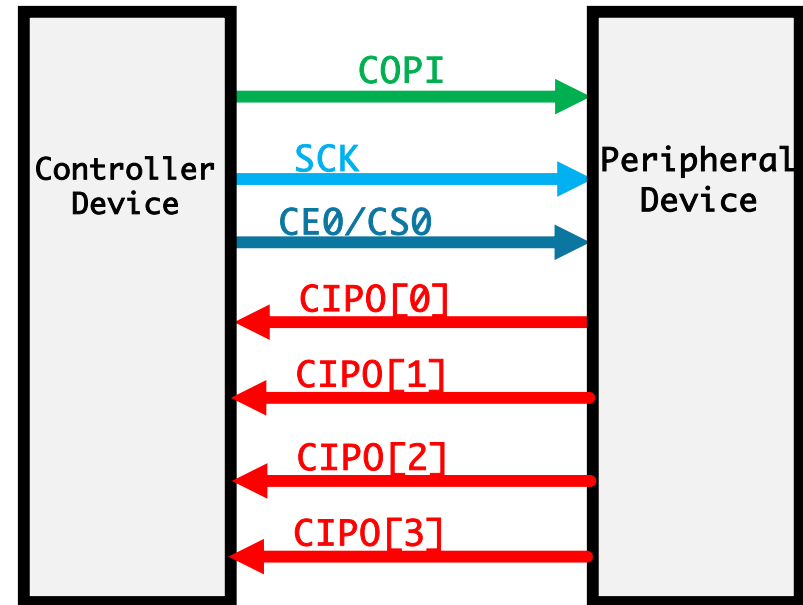 COPI
Controller
Device
SCK
Peripheral
Device
CE0/CS0
CIPO[0]
CIPO[1]
CIPO[2]
CIPO[3]